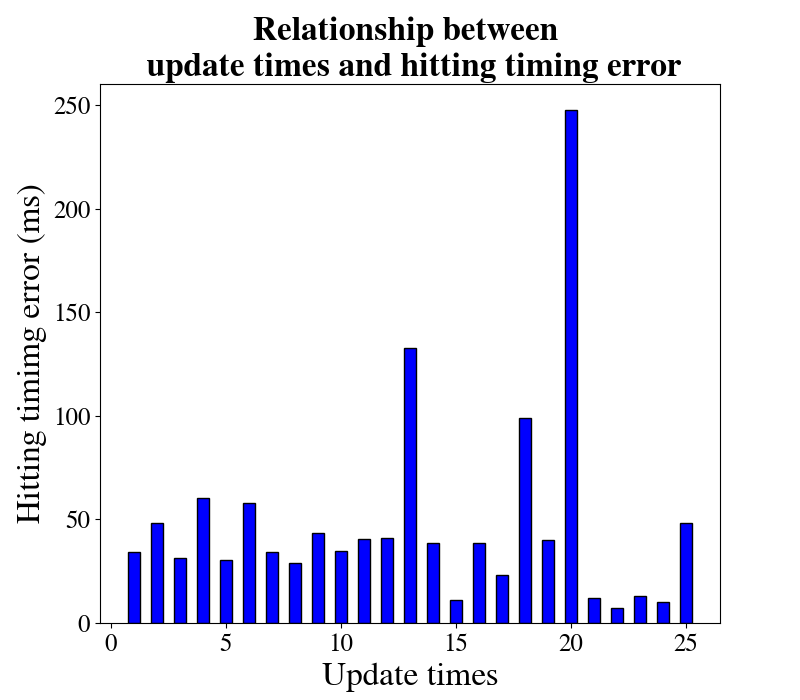 Relationship between
update times and hitting timing error
Hitting timimg error (ms)
250
200
150
100
50
0
0 5 10 15 20 25
Update times